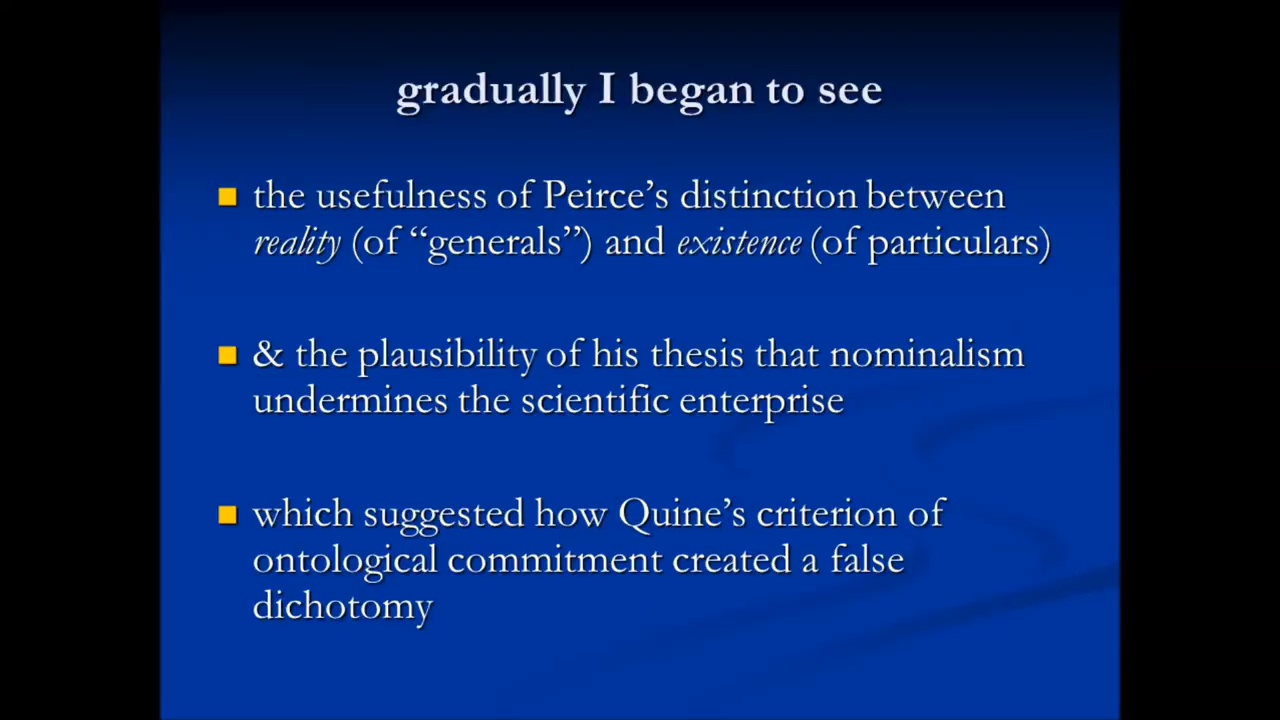 gradually I began to see
the usefulness of Peirce’s distinction between
reality (of “generals”) and existence (of particulars)
& the plausibility of his thesis that nominalism
undermines the scientific enterprise
which suggested how Quine’s criterion of
ontological commitment created a false
dichotomy